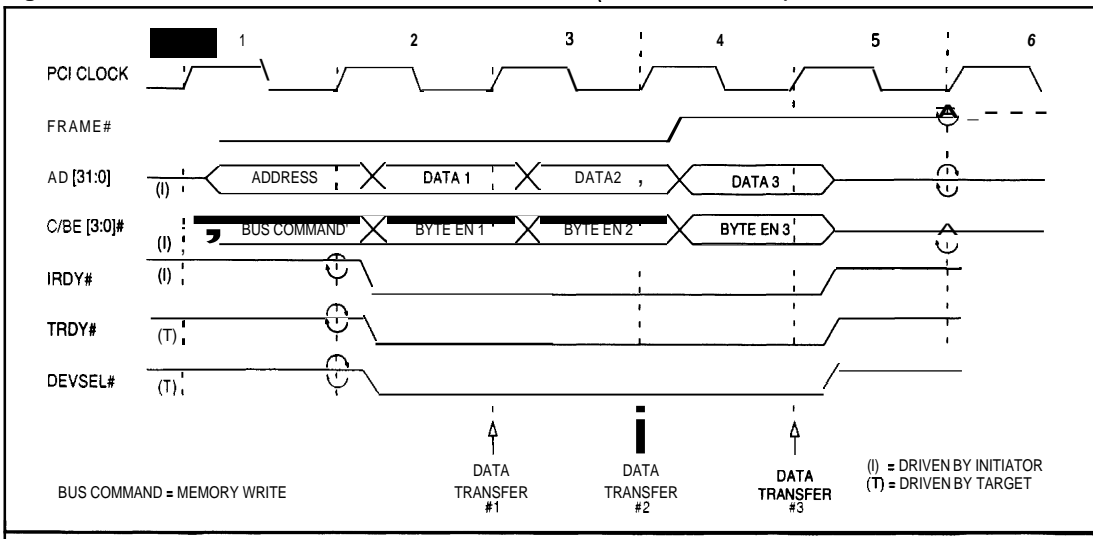 1 2 3 4 5 6
PCI CLOCK
FRAME#
AD [31:0] (I) ADDRESS DATA 1 DATA2 DATA 3
C/BE [3:0]# (I) BUS COMMAND BYTE EN 1 BYTE EN 2 BYTE EN 3
IRDY# (I)
TRDY# (T)
DEVSEL# (T)
DATA TRANSFER #1
DATA TRANSFER #2
DATA TRANSFER #3
(I) = DRIVEN BY INITIATOR
(T) = DRIVEN BY TARGET
BUS COMMAND = MEMORY WRITE